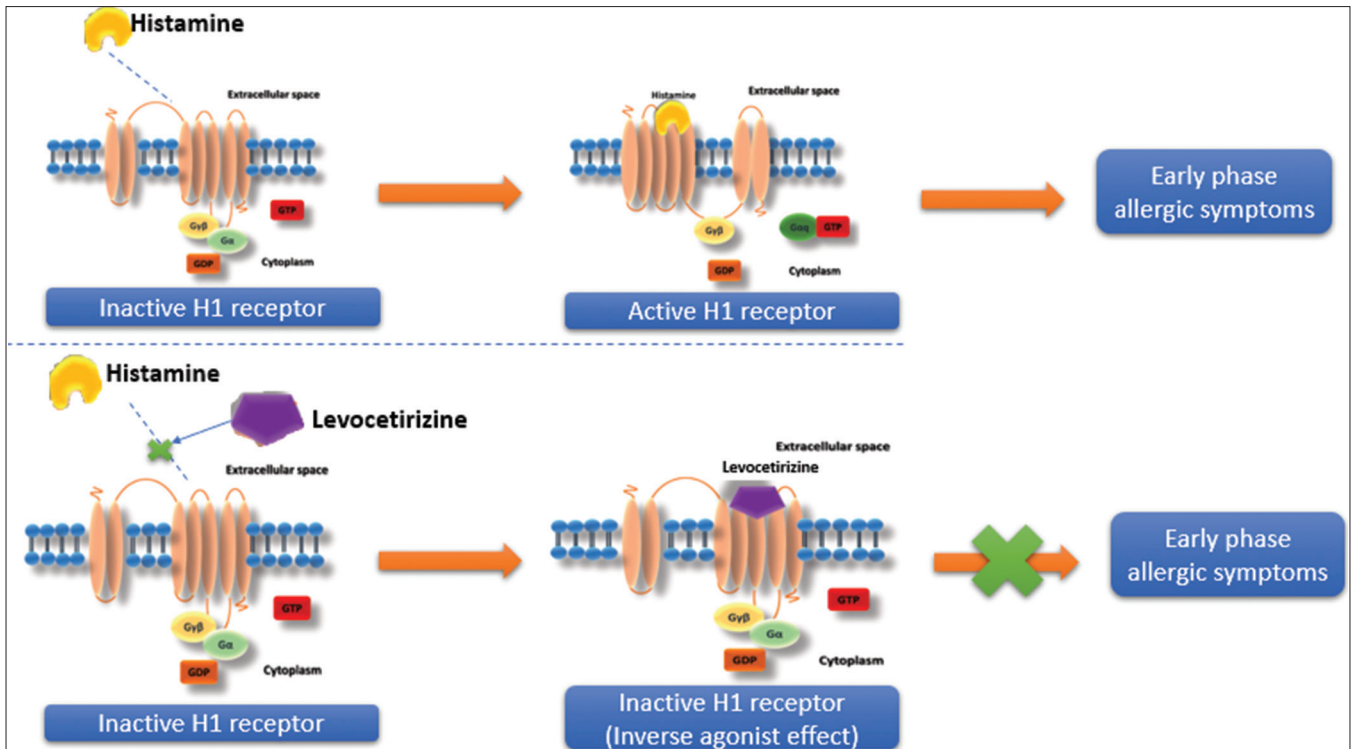 Histamine
Extracellular space
GTP
Gγβ
Gα
GDP
Cytoplasm
Inactive H1 receptor
Histamine
Extracellular space
Gγβ
Gαq
GTP
GDP
Cytoplasm
Active H1 receptor
Early phase
allergic symptoms
Histamine
Levocetirizine
Extracellular space
GTP
Gγβ
Gα
GDP
Cytoplasm
Inactive H1 receptor
Extracellular space
Levocetirizine
GTP
Gγβ
Gα
GDP
Cytoplasm
Inactive H1 receptor
(Inverse agonist effect)
Early phase
allergic symptoms